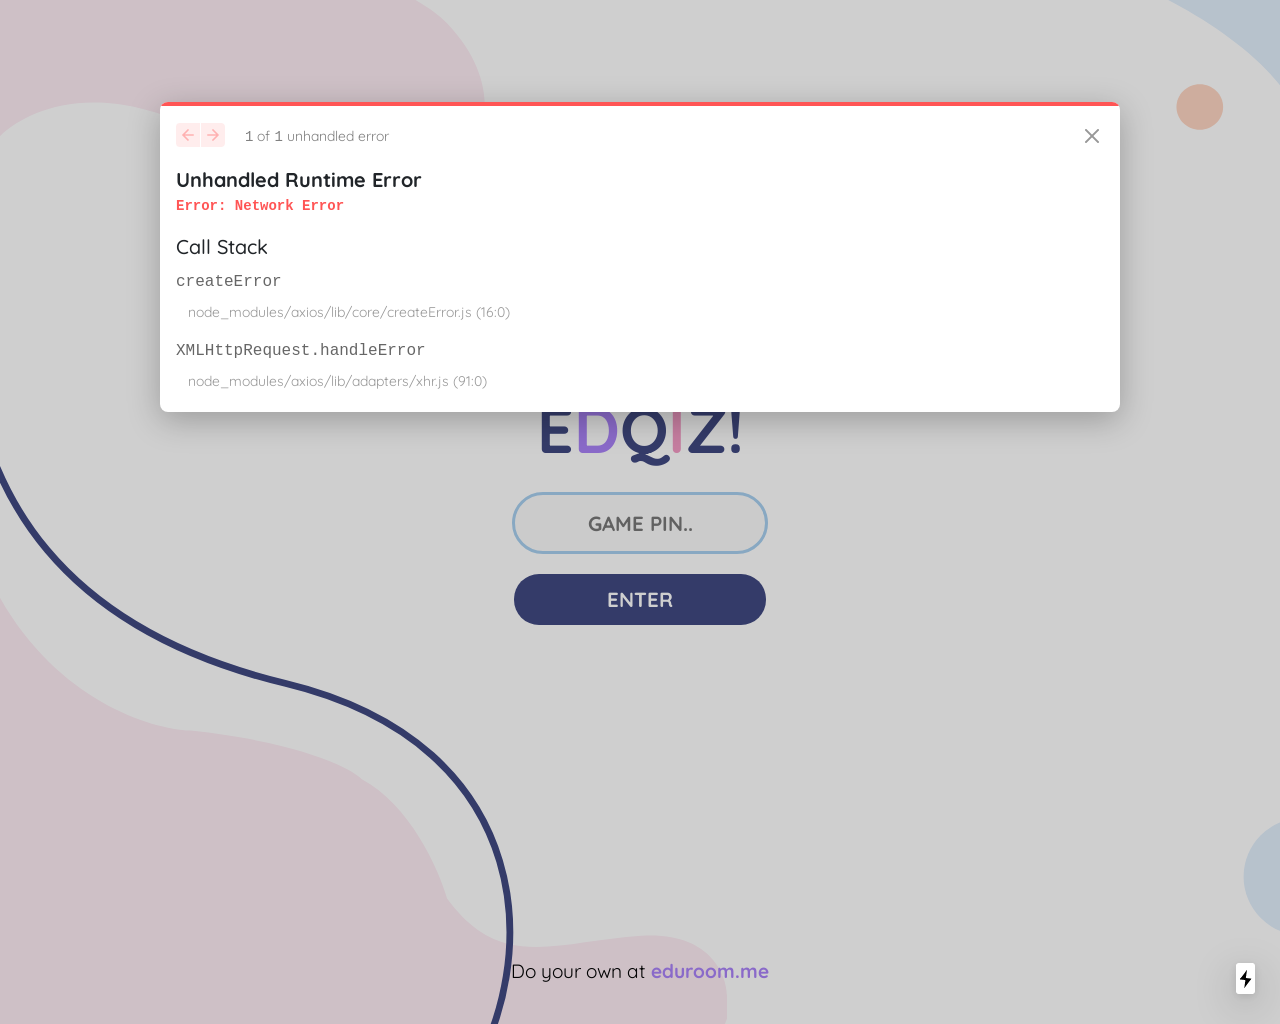 1 of 1 unhandled error
Unhandled Runtime Error
Error: Network Error
Call Stack
createError
node_modules/axios/lib/core/createError.js (16:0)
XMLHttpRequest.handleError
node_modules/axios/lib/adapters/xhr.js (91:0)
EDQIZ!
GAME PIN..
ENTER
Do your own at eduroom.me